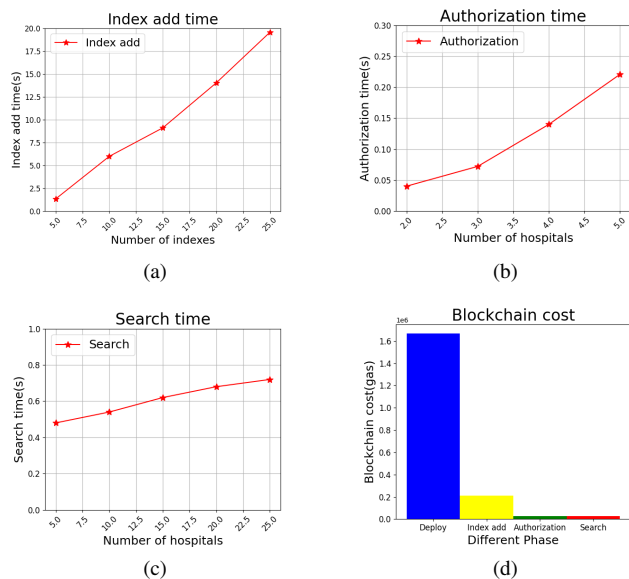 Index add time
Index add
Index add time(s)
20.0
17.5
15.0
12.5
10.0
7.5
5.0
2.5
0.0
5.0
7.5
10.0
12.5
15.0
17.5
20.0
22.5
25.0
Number of indexes
(a)
Authorization time
Authorization
Authorization time(s)
0.30
0.25
0.20
0.15
0.10
0.05
0.00
2.0
2.5
3.0
3.5
4.0
4.5
5.0
Number of hospitals
(b)
Search time
Search
Search time(s)
1.0
0.8
0.6
0.4
0.2
0.0
5.0
7.5
10.0
12.5
15.0
17.5
20.0
22.5
25.0
Number of hospitals
(c)
Blockchain cost
1e6
Blockchain cost(gas)
1.6
1.4
1.2
1.0
0.8
0.6
0.4
0.2
0.0
Deploy
Index add
Authorization
Search
Different Phase
(d)